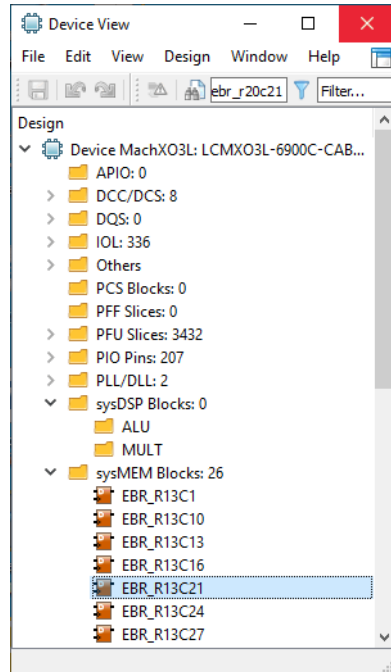 Device View
File Edit View Design Window Help
ebr_r20c21 Filter...
Design
Device MachXO3L: LCMXO3L-6900C-CAB...
APIO: 0
DCC/DCS: 8
DQS: 0
IOL: 336
Others
PCS Blocks: 0
PFF Slices: 0
PFU Slices: 3432
PIO Pins: 207
PLL/DLL: 2
sysDSP Blocks: 0
ALU
MULT
sysMEM Blocks: 26
EBR_R13C1
EBR_R13C10
EBR_R13C13
EBR_R13C16
EBR_R13C21
EBR_R13C24
EBR_R13C27